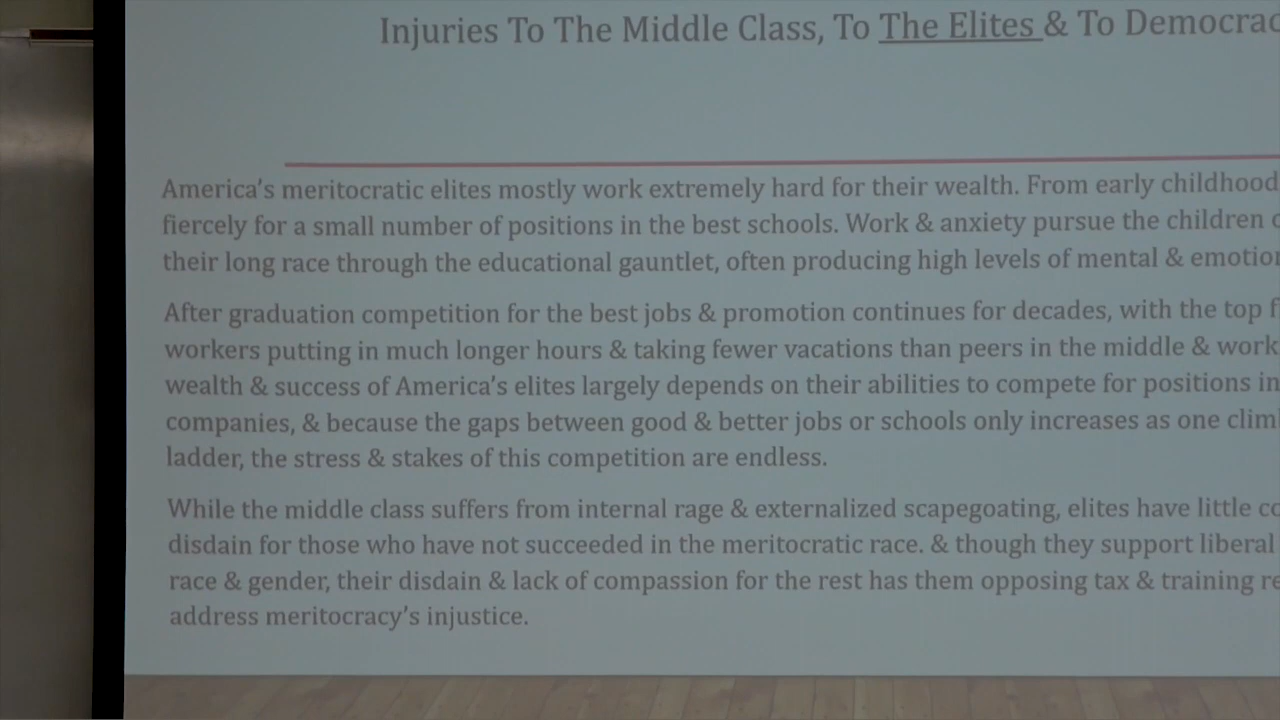 Injuries To The Middle Class, To The Elites & To Democrac
America's meritocratic elites mostly work extremely hard for their wealth. From early childhood
fiercely for a small number of positions in the best schools. Work & anxiety pursue the children
their long race through the educational gauntlet, often producing high levels of mental & emotion
After graduation competition for the best jobs & promotion continues for decades, with the top f
workers putting in much longer hours & taking fewer vacations than peers in the middle & work
wealth & success of America's elites largely depends on their abilities to compete for positions in
companies, & because the gaps between good & better jobs or schools only increases as one clim
ladder, the stress & stakes of this competition are endless.
While the middle class suffers from internal rage & externalized scapegoating, elites have little co
disdain for those who have not succeeded in the meritocratic race. & though they support liberal
race & gender, their disdain & lack of compassion for the rest has them opposing tax & training re
address meritocracy's injustice.